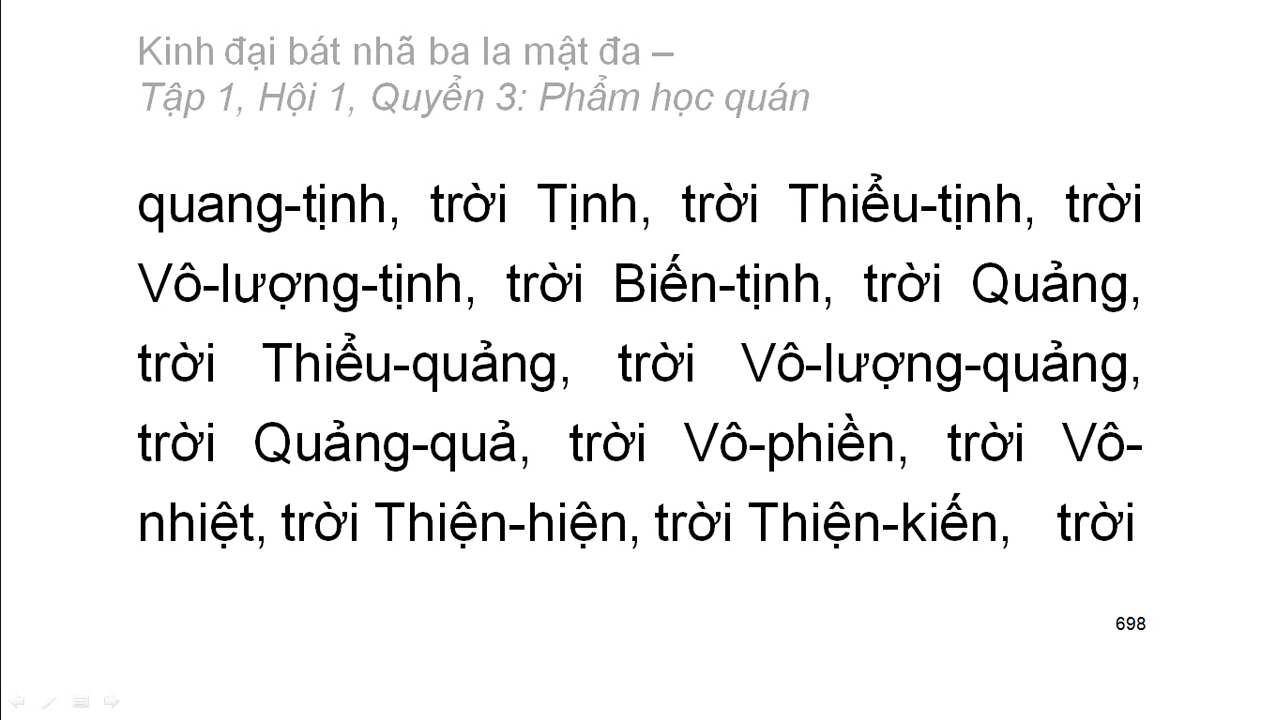 Kinh đại bát nhã ba la mật đa –
Tập 1, Hội 1, Quyển 3: Phẩm học quán
quang-tịnh, trời Tịnh, trời Thiểu-tịnh, trời
Vô-lượng-tịnh, trời Biến-tịnh, trời Quảng,
trời Thiểu-quảng, trời Vô-lượng-quảng,
trời Quảng-quả, trời Vô-phiền, trời Vô-
nhiệt, trời Thiện-hiện, trời Thiện-kiến, trời
698